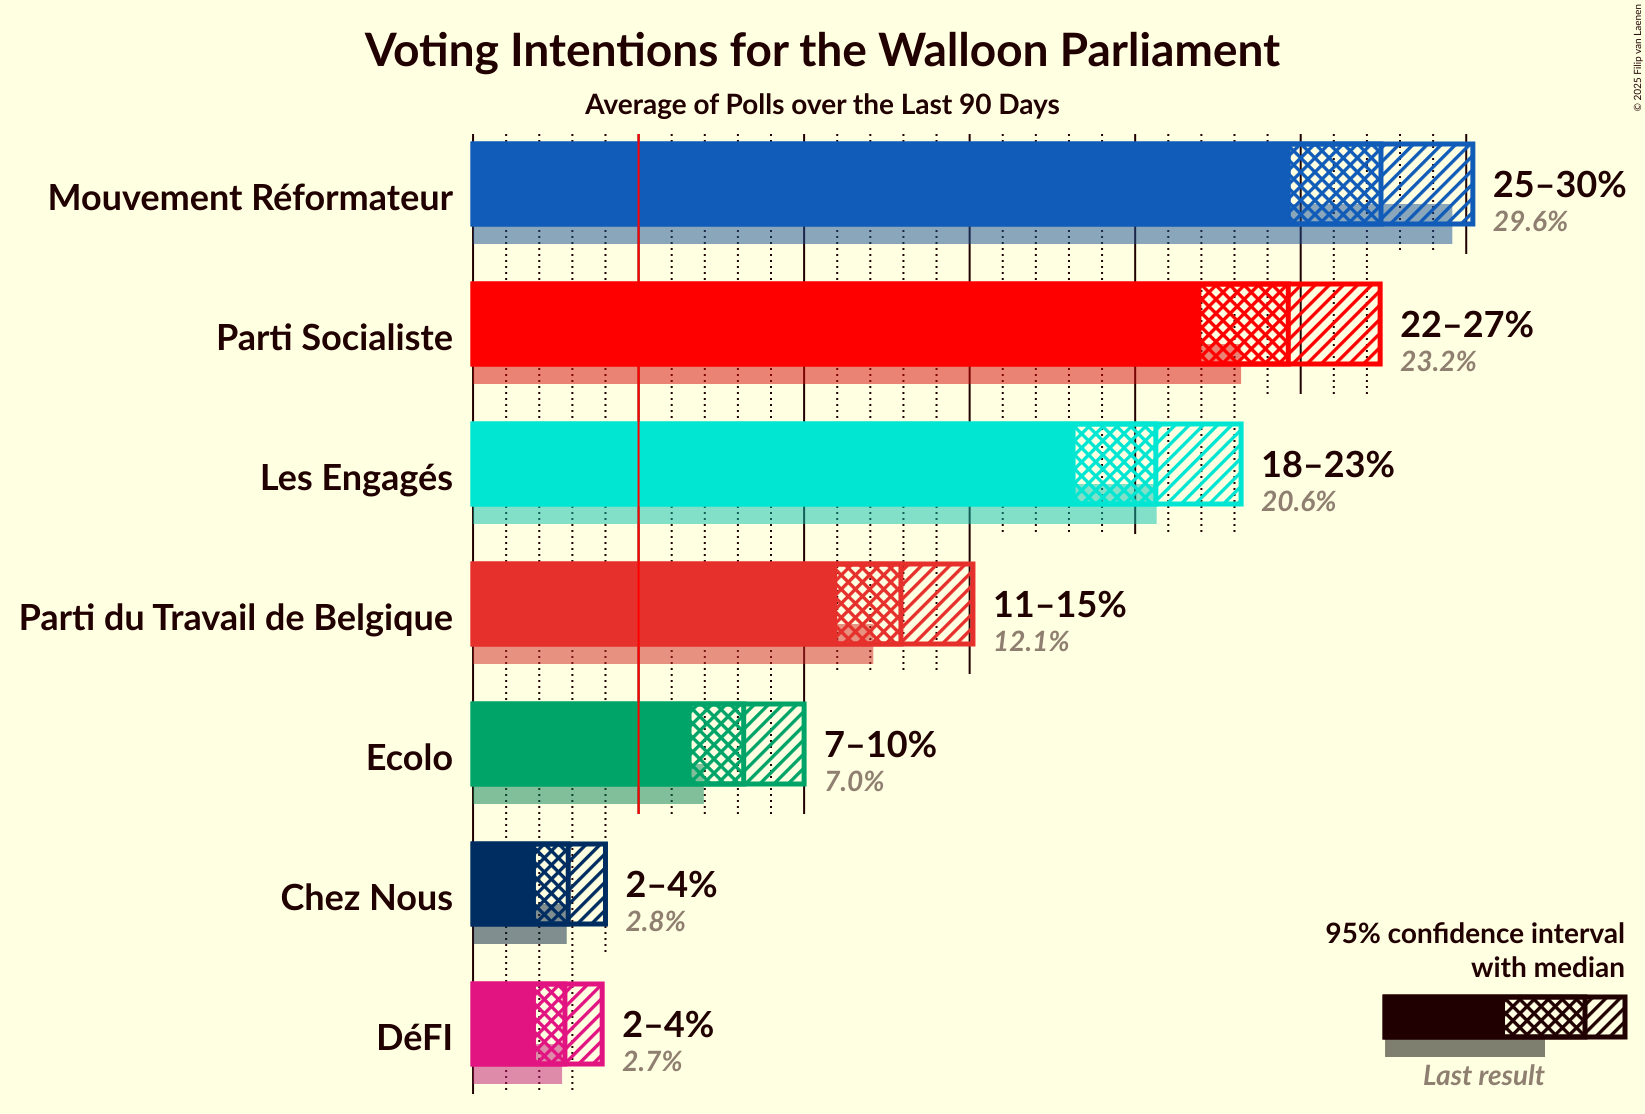 Voting Intentions for the Walloon Parliament
Average of Polls over the Last 90 Days
© 2025 Filip van Laenen
Mouvement Réformateur
25–30%
29.6%
Parti Socialiste
22–27%
23.2%
Les Engagés
18–23%
20.6%
Parti du Travail de Belgique
11–15%
12.1%
Ecolo
7–10%
7.0%
Chez Nous
2–4%
2.8%
DéFI
2–4%
2.7%
95% confidence interval
with median
Last result